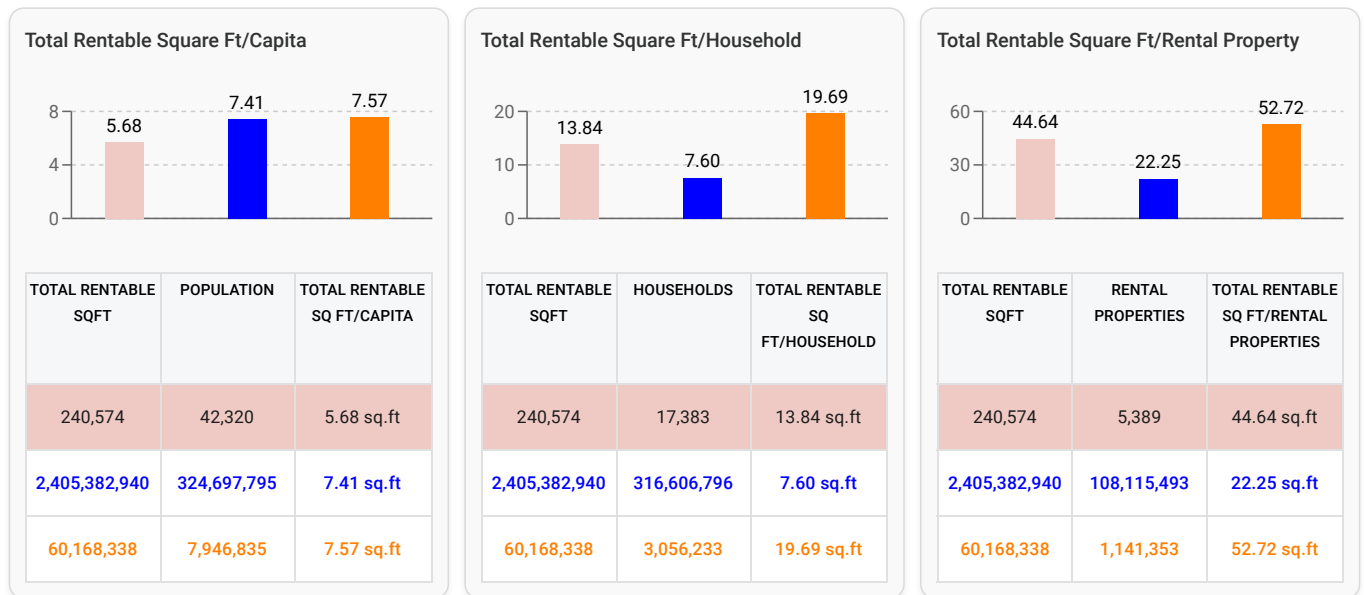 Total Rentable Square Ft/Capita
8
4
0
5.68
7.41
7.57
TOTAL RENTABLE
SQFT
POPULATION
TOTAL RENTABLE
SQ FT/CAPITA
240,574
42,320
5.68 sq.ft
2,405,382,940
324,697,795
7.41 sq.ft
60,168,338
7,946,835
7.57 sq.ft
Total Rentable Square Ft/Household
20
10
0
13.84
7.60
19.69
TOTAL RENTABLE
SQFT
HOUSEHOLDS
TOTAL RENTABLE
SQ
FT/HOUSEHOLD
240,574
17,383
13.84 sq.ft
2,405,382,940
316,606,796
7.60 sq.ft
60,168,338
3,056,233
19.69 sq.ft
Total Rentable Square Ft/Rental Property
60
30
0
44.64
22.25
52.72
TOTAL RENTABLE
SQFT
RENTAL
PROPERTIES
TOTAL RENTABLE
SQ FT/RENTAL
PROPERTIES
240,574
5,389
44.64 sq.ft
2,405,382,940
108,115,493
22.25 sq.ft
60,168,338
1,141,353
52.72 sq.ft